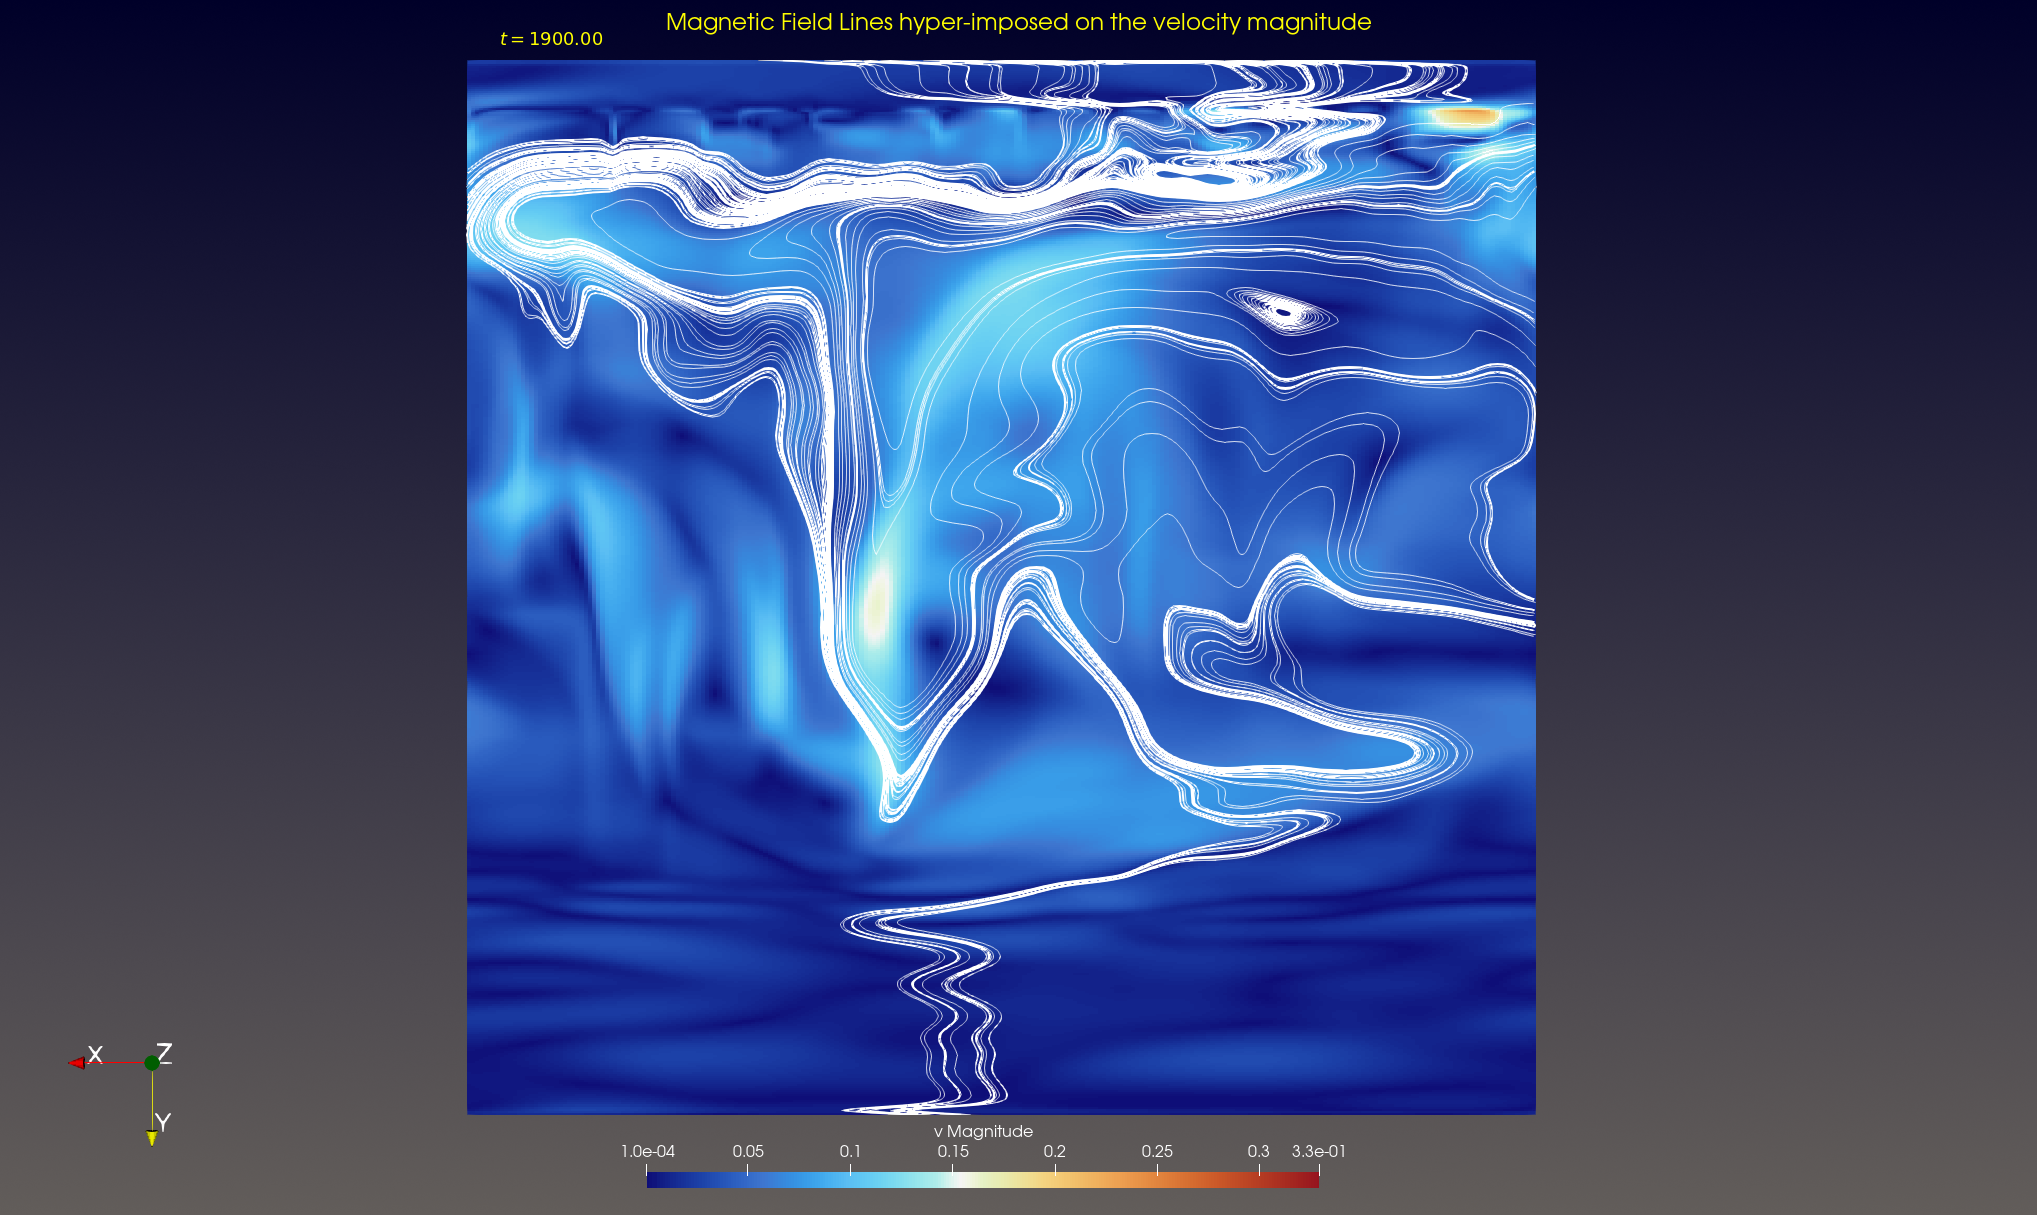 Magnetic Field Lines hyper-imposed on the velocity magnitude
t = 1900.00
X Z
Y
v Magnitude
1.0e-04 0.05 0.1 0.15 0.2 0.25 0.3 3.3e-01